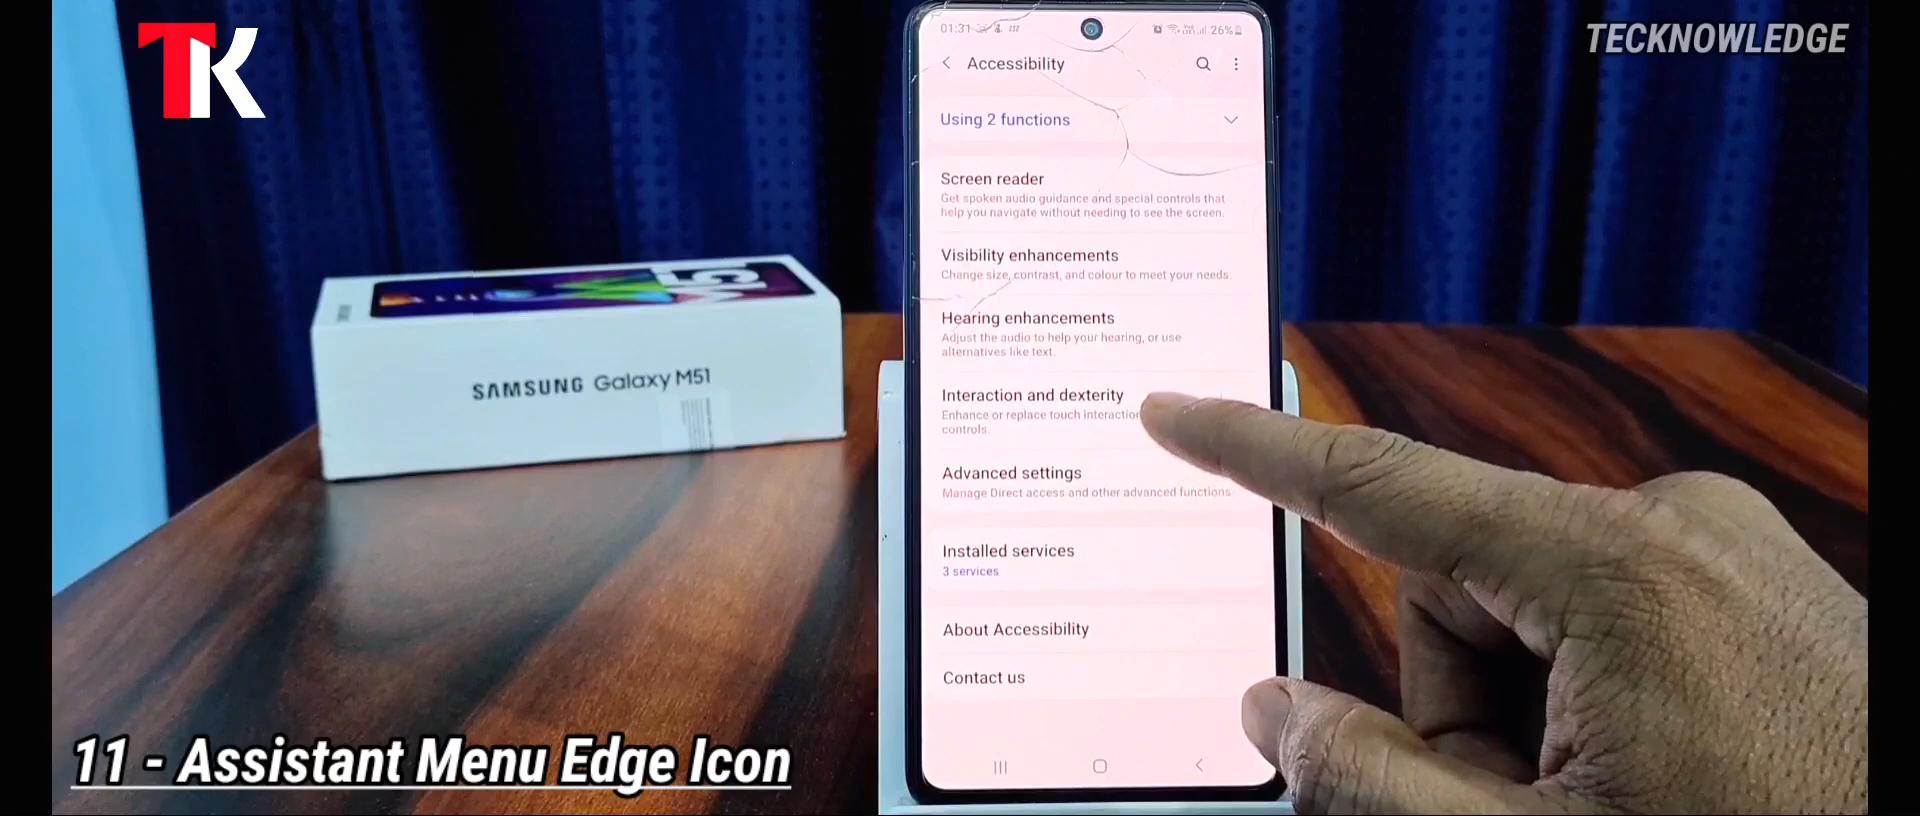 TK
TECKNOWLEDGE
01:31
26%
Accessibility
Using 2 functions
Screen reader
Get spoken audio guidance and special controls that
help you navigate without needing to see the screen.
Visibility enhancements
Change size, contrast, and colour to meet your needs.
Hearing enhancements
Adjust the audio to help your hearing, or use
alternatives like text.
Interaction and dexterity
Enhance or replace touch interaction
controls.
Advanced settings
Manage Direct access and other advanced functions.
Installed services
3 services
About Accessibility
Contact us
M51
SAMSUNG Galaxy M51
11 - Assistant Menu Edge Icon